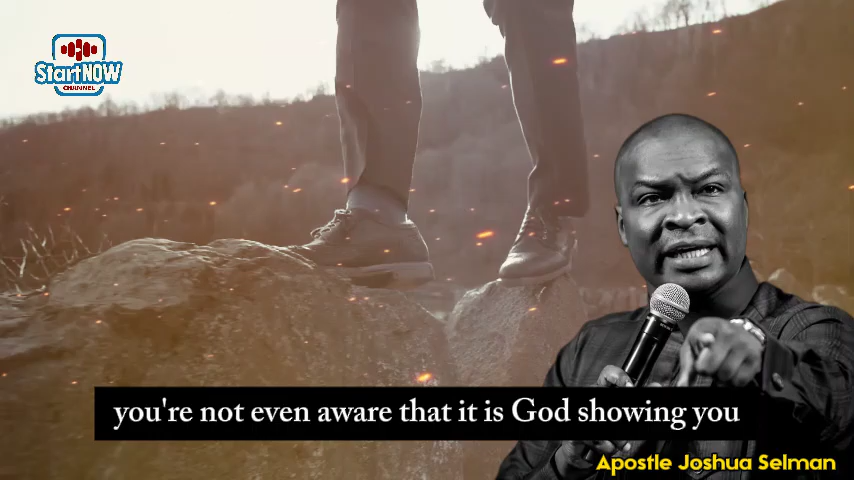 StartNOW
CHANNEL
you're not even aware that it is God showing you
Apostle Joshua Selman